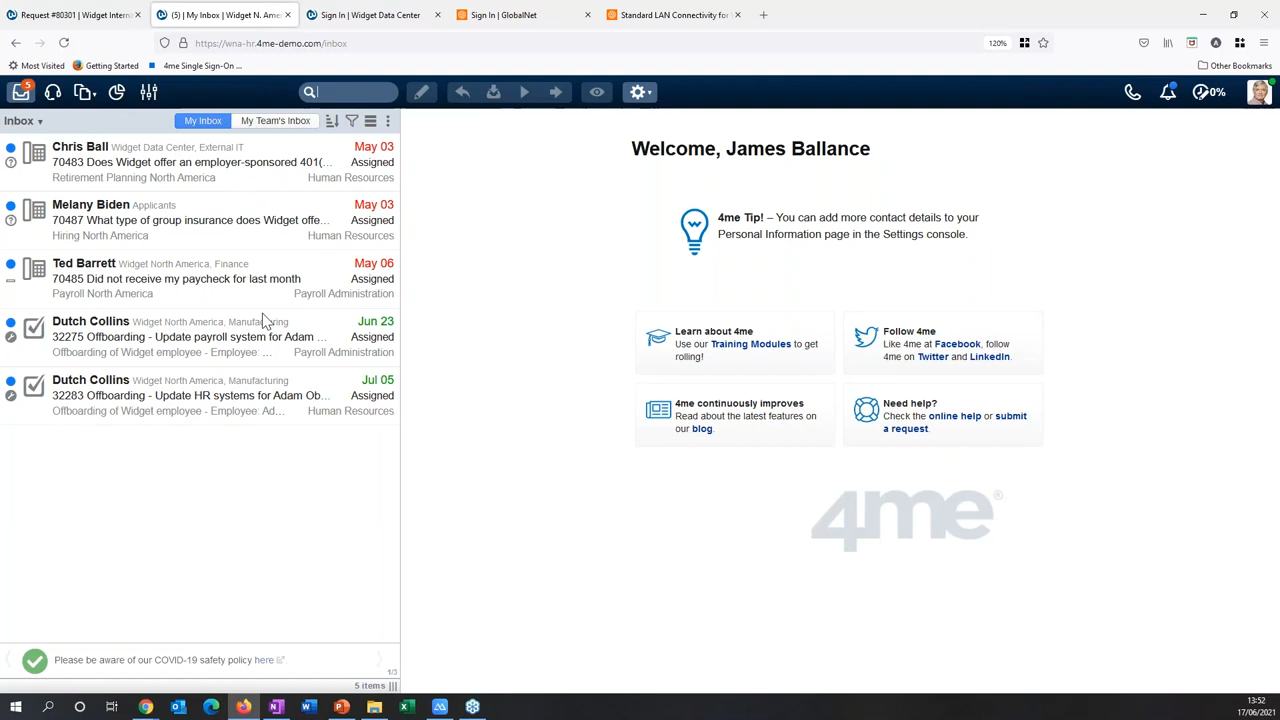 Request #80301 | Widget Intern
(5) | My Inbox | Widget N. Ame
Sign In | Widget Data Center
Sign In | GlobalNet
Standard LAN Connectivity for
https://wna-hr.4me-demo.com/inbox
120%
Most Visited
Getting Started
4me Single Sign-On ...
Other Bookmarks
5
0%
Inbox
My Inbox
My Team's Inbox
Chris Ball Widget Data Center, External IT May 03
70483 Does Widget offer an employer-sponsored 401(... Assigned
Retirement Planning North America Human Resources
Melany Biden Applicants May 03
70487 What type of group insurance does Widget offe... Assigned
Hiring North America Human Resources
Ted Barrett Widget North America, Finance May 06
70485 Did not receive my paycheck for last month Assigned
Payroll North America Payroll Administration
Dutch Collins Widget North America, Manufacturing Jun 23
32275 Offboarding - Update payroll system for Adam ... Assigned
Offboarding of Widget employee - Employee: ... Payroll Administration
Dutch Collins Widget North America, Manufacturing Jul 05
32283 Offboarding - Update HR systems for Adam Ob... Assigned
Offboarding of Widget employee - Employee: Ad... Human Resources
Welcome, James Ballance
4me Tip! – You can add more contact details to your
Personal Information page in the Settings console.
Learn about 4me
Use our Training Modules to get
rolling!
Follow 4me
Like 4me at Facebook, follow
4me on Twitter and LinkedIn.
4me continuously improves
Read about the latest features on
our blog.
Need help?
Check the online help or submit
a request.
4me®
Please be aware of our COVID-19 safety policy here
1/3
5 items
13:52
17/06/2021